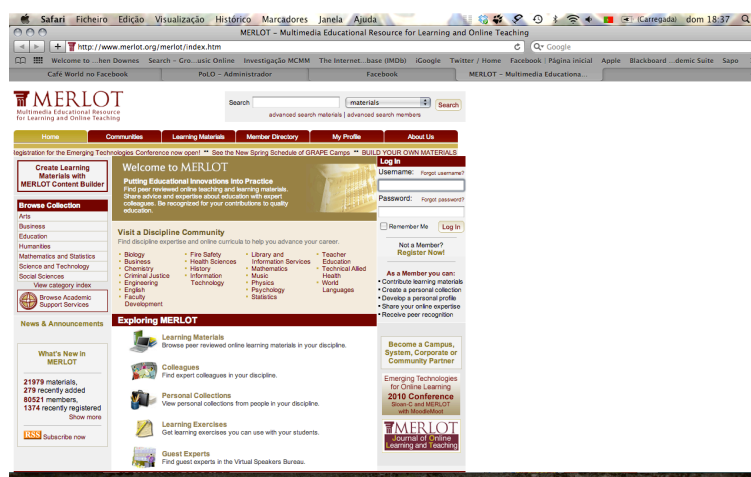 Safari Ficheiro Edição Visualização Histórico Marcadores Janela Ajuda (Carregada) dom 18:37
MERLOT – Multimedia Educational Resource for Learning and Online Teaching
http://www.merlot.org/merlot/index.htm Google
Welcome to ...hen Downes Search – Gro...usic Online Investigação MCMM The Internet...base (IMDb) iGoogle Twitter / Home Facebook | Página inicial Apple Blackboard ...demic Suite Sapo
Café World no Facebook PoLO – Administrador Facebook MERLOT – Multimedia Educationa...
MERLOT
Multimedia Educational Resource
for Learning and Online Teaching
Search materials Search
advanced search materials | advanced search members
Home Communities Learning Materials Member Directory My Profile About Us
Registration for the Emerging Technologies Conference now open! ** See the New Spring Schedule of GRAPE Camps ** BUILD YOUR OWN MATERIALS
Create Learning
Materials with
MERLOT Content Builder
Browse Collection
Arts
Business
Education
Humanities
Mathematics and Statistics
Science and Technology
Social Sciences
View category index
Browse Academic
Support Services
News & Announcements
What's New in
MERLOT
21979 materials,
279 recently added
80521 members,
1374 recently registered
Show more
RSS Subscribe now
Welcome to MERLOT
Putting Educational Innovations Into Practice
Find peer reviewed online teaching and learning materials.
Share advice and expertise about education with expert
colleagues. Be recognized for your contributions to quality
education.
Visit a Discipline Community
Find discipline expertise and online curricula to help you advance your career.
Biology
Business
Chemistry
Criminal Justice
Engineering
English
Faculty
Development
Fire Safety
Health Sciences
History
Information
Technology
Library and
Information Services
Mathematics
Music
Physics
Psychology
Statistics
Teacher
Education
Technical Allied
Health
World
Languages
Exploring MERLOT
Learning Materials
Browse peer reviewed online learning materials in your discipline.
Colleagues
Find expert colleagues in your discipline.
Personal Collections
View personal collections from people in your discipline.
Learning Exercises
Get learning exercises you can use with your students.
Guest Experts
Find guest experts in the Virtual Speakers Bureau.
Log In
Username: Forgot username?
Password: Forgot password?
Remember Me Log In
Not a Member?
Register Now!
As a Member you can:
• Contribute learning materials
• Create a personal collection
• Develop a personal profile
• Share your online expertise
• Receive peer recognition
Become a Campus,
System, Corporate or
Community Partner
Emerging Technologies
for Online Learning
2010 Conference
Sloan-C and MERLOT
with MoodleMoot
MERLOT
Journal of Online
Learning and Teaching